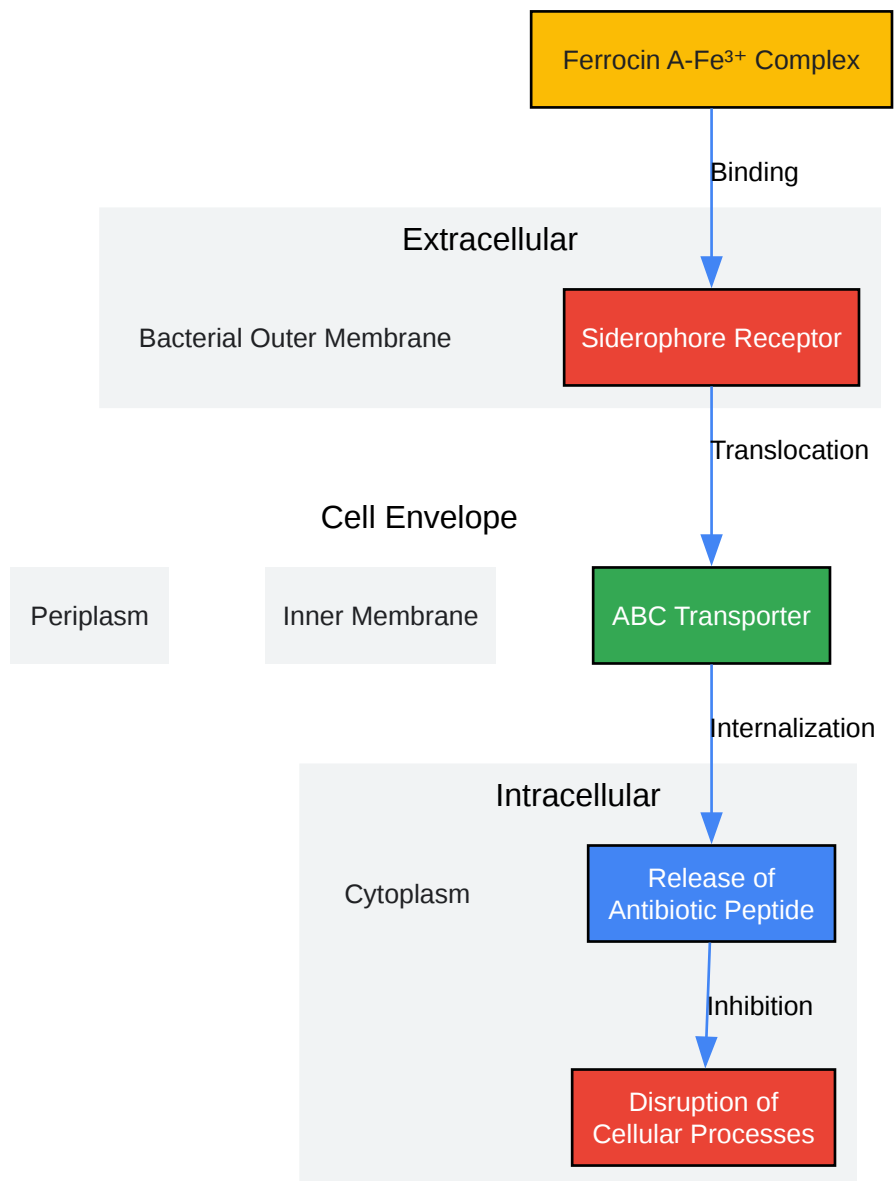 Ferrocin A-Fe³⁺ Complex
Binding
Extracellular
Bacterial Outer Membrane
Siderophore Receptor
Translocation
Cell Envelope
Periplasm
Inner Membrane
ABC Transporter
Internalization
Intracellular
Cytoplasm
Release of
Antibiotic Peptide
Inhibition
Disruption of
Cellular Processes